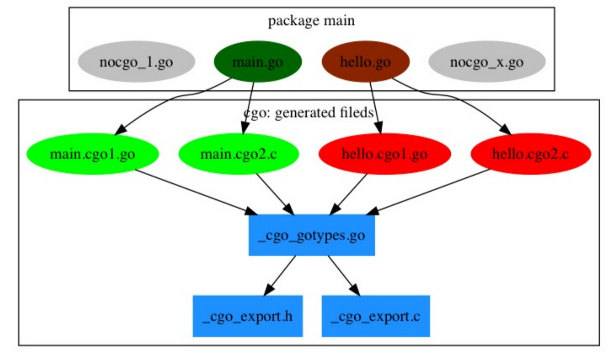 package main
nocgo_1.go
main.go
hello.go
nocgo_x.go
cgo: generated fileds
main.cgo1.go
main.cgo2.c
hello.cgo1.go
hello.cgo2.c
_cgo_gotypes.go
_cgo_export.h
_cgo_export.c